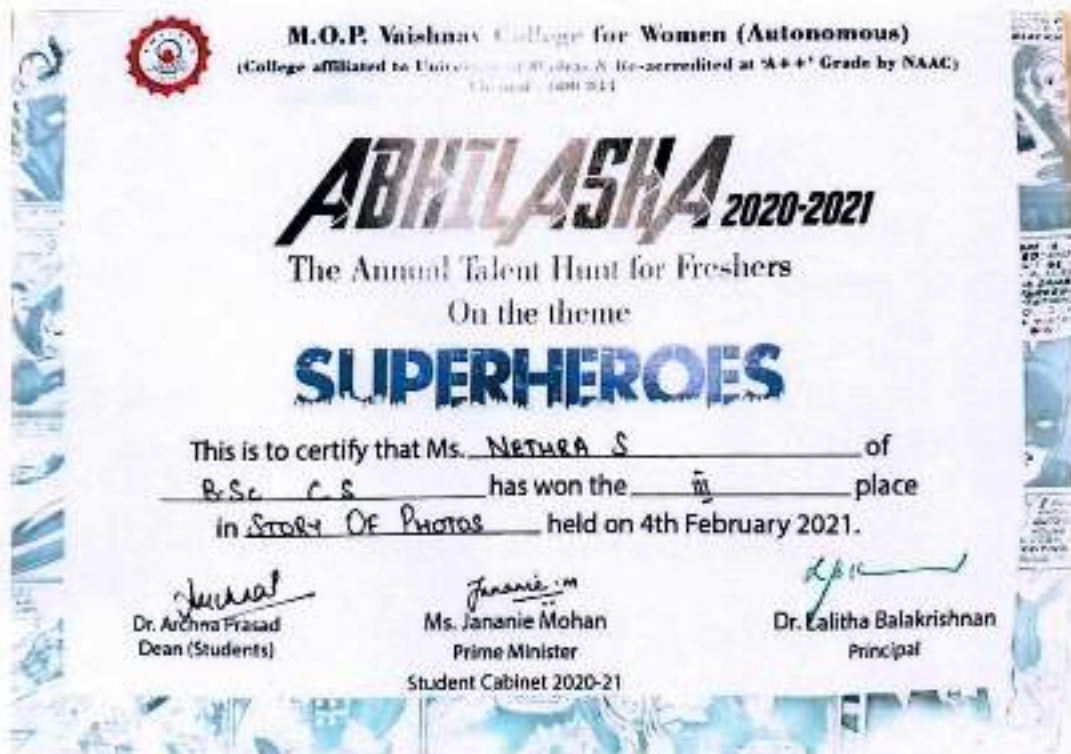 M.O.P. Vaishnav College for Women (Autonomous)
(College affiliated to University of Madras & Re-accredited at 'A++' Grade by NAAC)
ABHILASHA 2020-2021
The Annual Talent Hunt for Freshers
On the theme
SUPERHEROES
This is to certify that Ms. NETHRA S of
B.Sc C S has won the III place
in STORY OF PHOTOS held on 4th February 2021.
Jananie.M
Dr. Archna Prasad Ms. Jananie Mohan Dr. Lalitha Balakrishnan
Dean (Students) Prime Minister Principal
Student Cabinet 2020-21